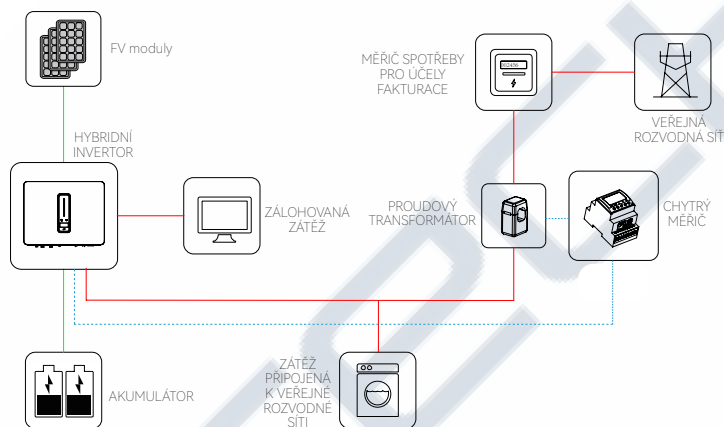 FV moduly
MĚŘIČ SPOTŘEBY
PRO ÚČELY
FAKTURACE
VEŘEJNÁ
ROZVODNÁ SÍŤ
HYBRIDNÍ
INVERTOR
ZÁLOHOVANÁ
ZÁTĚŽ
PROUDOVÝ
TRANSFORMÁTOR
CHYTRÝ
MĚŘIČ
AKUMULÁTOR
ZÁTĚŽ
PŘIPOJENÁ
K VEŘEJNÉ
ROZVODNÉ
SÍTI